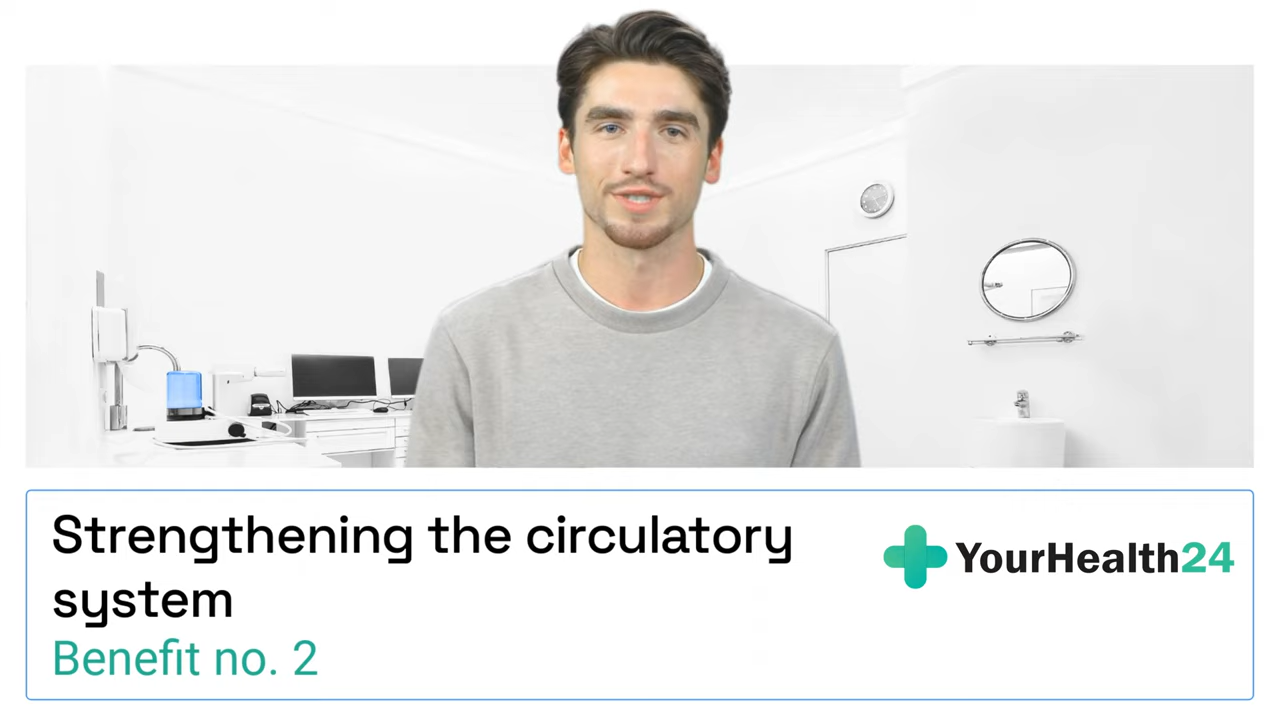 Strengthening the circulatory
system
Benefit no. 2
YourHealth24